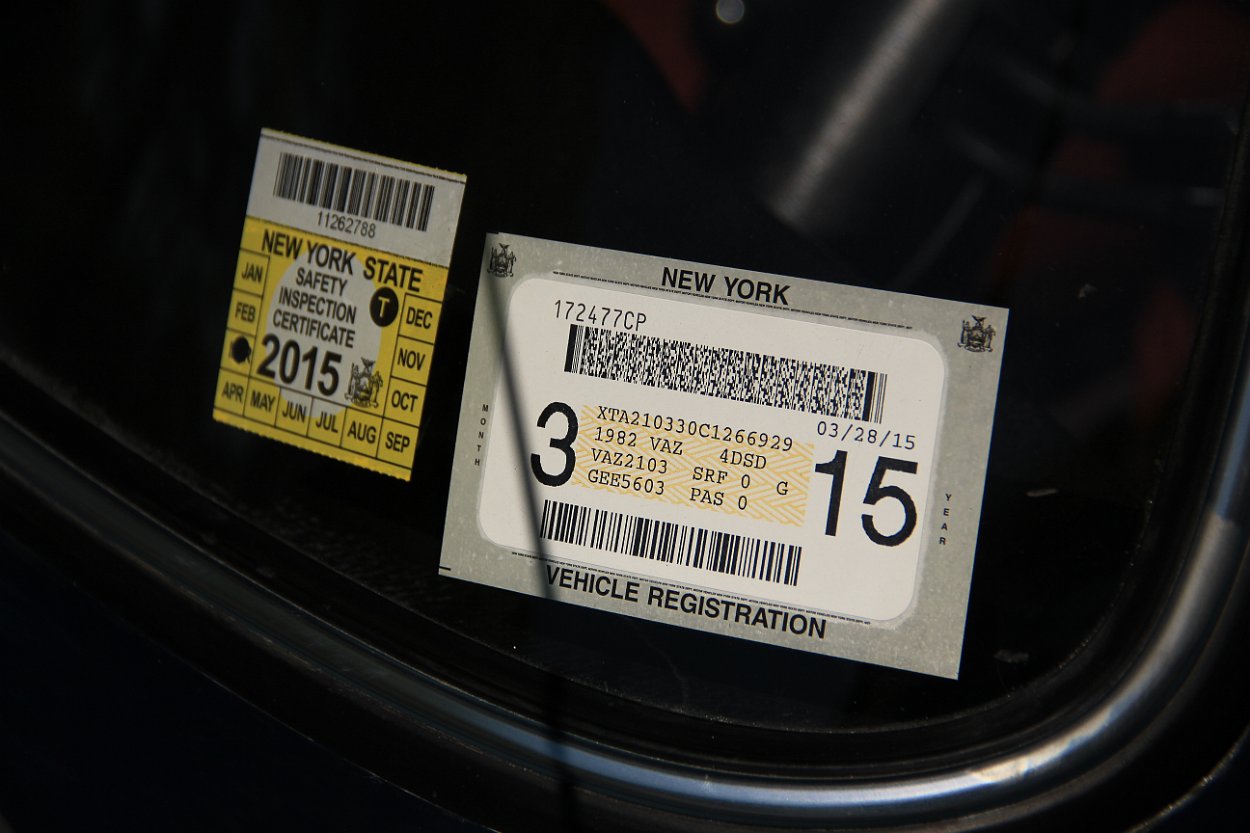 11262788
NEW YORK STATE
SAFETY
INSPECTION
CERTIFICATE
2015
T
JAN
FEB
APR
MAY
JUN
JUL
AUG
SEP
OCT
NOV
DEC
NEW YORK
172477CP
03/28/15
MONTH
3
XTA210330C1266929
1982 VAZ 4DSD
VAZ2103 SRF 0 G
GEE5603 PAS 0
15
YEAR
VEHICLE REGISTRATION